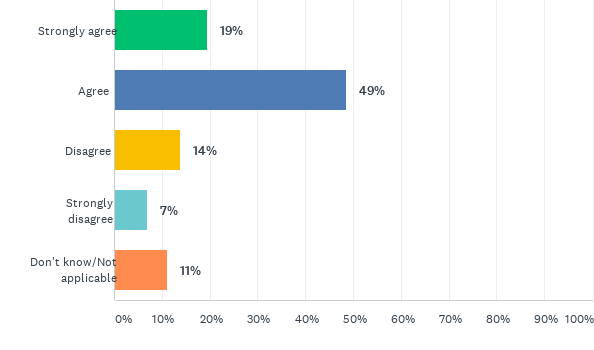 Strongly agree
19%
Agree
49%
Disagree
14%
Strongly
disagree
7%
Don't know/Not
applicable
11%
0% 10% 20% 30% 40% 50% 60% 70% 80% 90% 100%